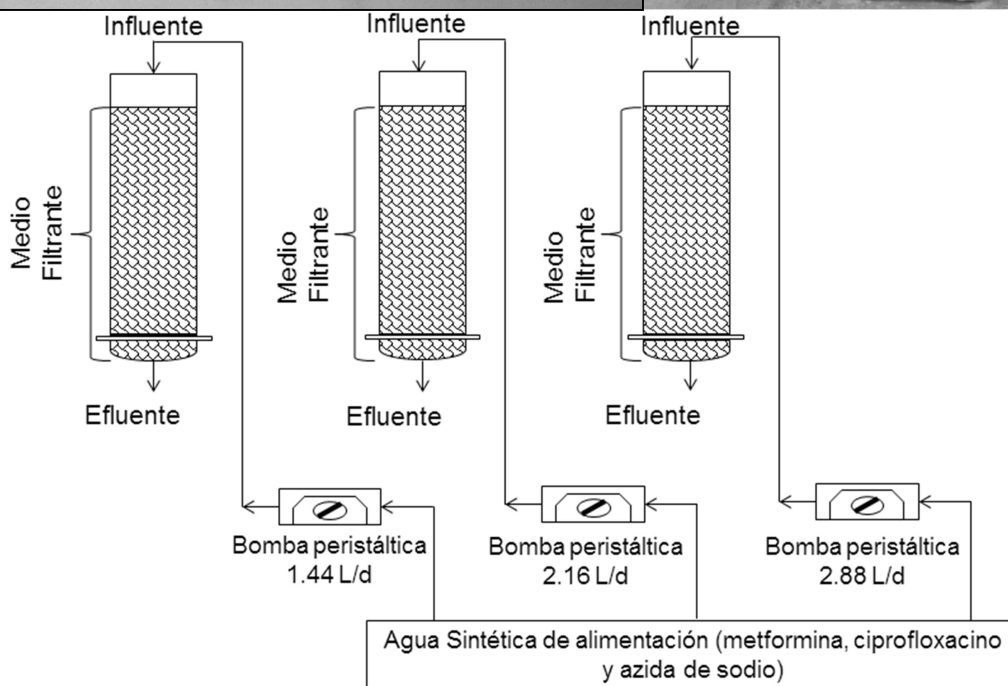 Influente
Influente
Influente
Medio
Filtrante
Medio
Filtrante
Medio
Filtrante
Efluente
Efluente
Efluente
Bomba peristáltica
1.44 L/d
Bomba peristáltica
2.16 L/d
Bomba peristáltica
2.88 L/d
Agua Sintética de alimentación (metformina, ciprofloxacino
y azida de sodio)